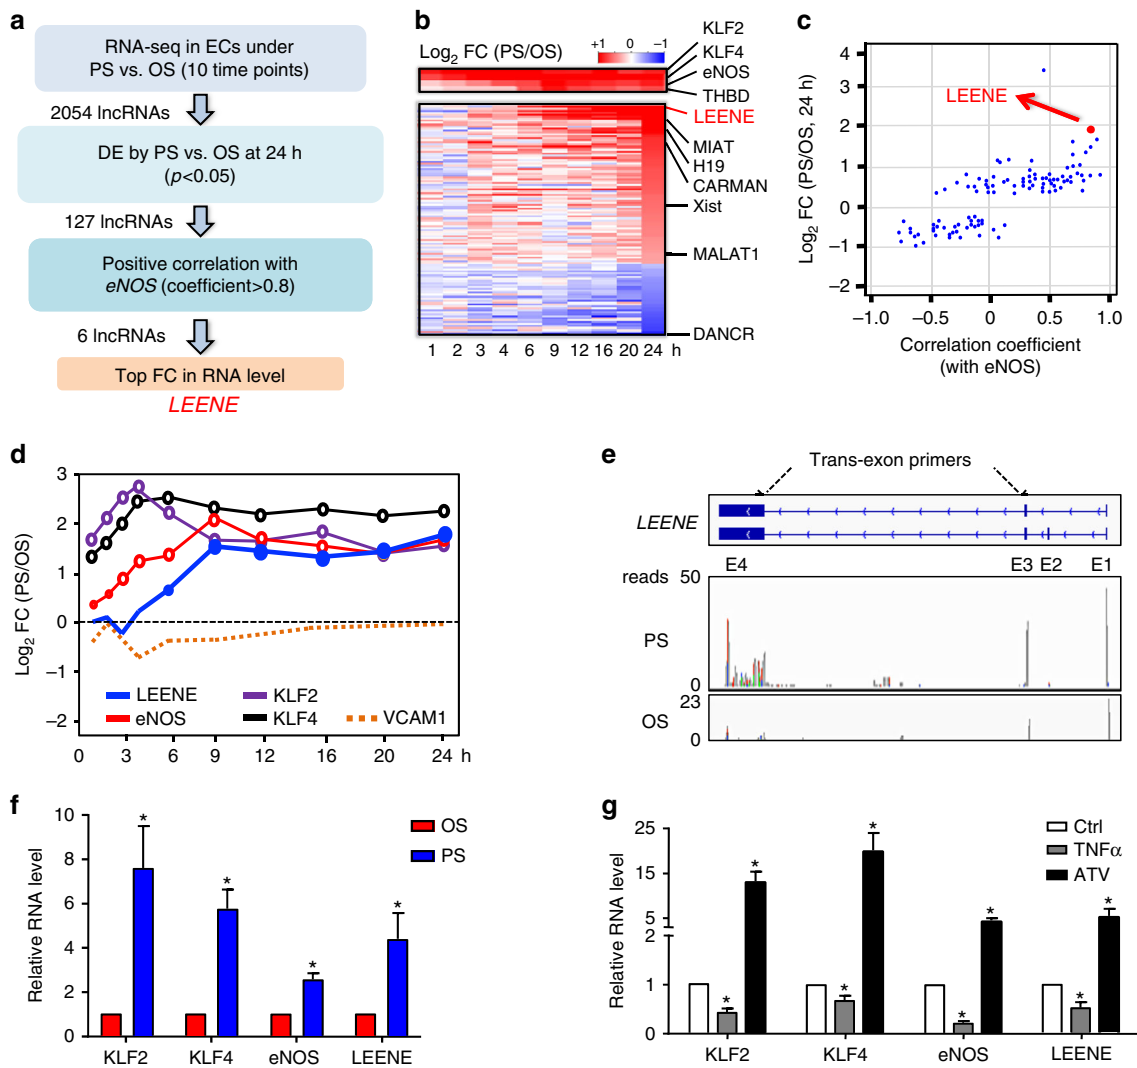 a
RNA-seq in ECs under
PS vs. OS (10 time points)
2054 lncRNAs
DE by PS vs. OS at 24 h
(p<0.05)
127 lncRNAs
Positive correlation with
eNOS (coefficient>0.8)
6 lncRNAs
Top FC in RNA level
LEENE
b
Log2 FC (PS/OS)
+1 0 −1
KLF2
KLF4
eNOS
THBD
LEENE
MIAT
H19
CARMAN
Xist
MALAT1
DANCR
1 2 3 4 6 9 12 16 20 24 h
c
Log2 FC (PS/OS, 24 h)
4
3
2
1
0
−1
−2
LEENE
−1.0 −0.5 0 0.5 1.0
Correlation coefficient
(with eNOS)
d
Log2 FC (PS/OS)
3
2
1
0
−1
−2
LEENE
KLF2
eNOS
KLF4
VCAM1
0 3 6 9 12 16 20 24 h
e
Trans-exon primers
LEENE
E4 E3 E2 E1
reads 50
PS
0
23
OS
0
f
Relative RNA level
10
8
6
4
2
0
OS
PS
* * * *
KLF2 KLF4 eNOS LEENE
g
Relative RNA level
25
15
5
2
1
0
Ctrl
TNFα
ATV
* * * *
* * * *
KLF2 KLF4 eNOS LEENE